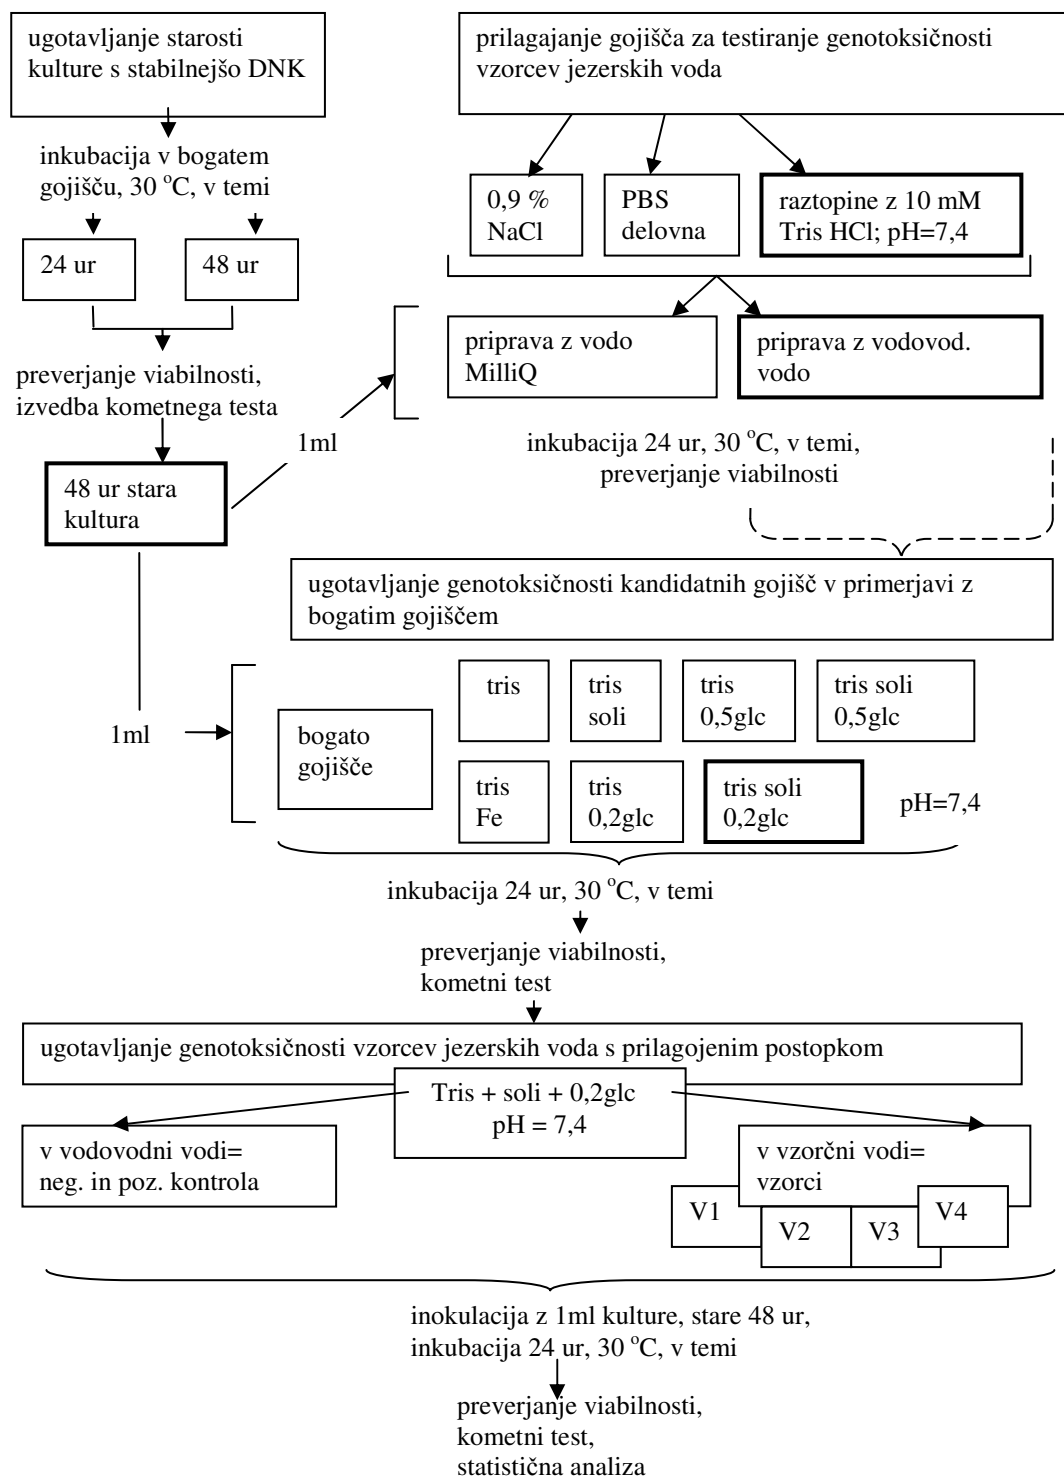 ugotavljanje starosti
kulture s stabilnejšo DNK
prilagajanje gojišča za testiranje genotoksičnosti
vzorcev jezerskih voda
inkubacija v bogatem
gojišču, 30 °C, v temi
24 ur
48 ur
0,9 %
NaCl
PBS
delovna
raztopine z 10 mM
Tris HCl; pH=7,4
preverjanje viabilnosti,
izvedba kometnega testa
priprava z vodo
MilliQ
priprava z vodovod.
vodo
1ml
inkubacija 24 ur, 30 °C, v temi,
preverjanje viabilnosti
48 ur stara
kultura
ugotavljanje genotoksičnosti kandidatnih gojišč v primerjavi z
bogatim gojiščem
1ml
bogato
gojišče
tris
tris
soli
tris
0,5glc
tris soli
0,5glc
tris
Fe
tris
0,2glc
tris soli
0,2glc
pH=7,4
inkubacija 24 ur, 30 °C, v temi
preverjanje viabilnosti,
kometni test
ugotavljanje genotoksičnosti vzorcev jezerskih voda s prilagojenim postopkom
Tris + soli + 0,2glc
pH = 7,4
v vodovodni vodi=
neg. in poz. kontrola
v vzorčni vodi=
vzorci
V1
V2
V3
V4
inokulacija z 1ml kulture, stare 48 ur,
inkubacija 24 ur, 30 °C, v temi
preverjanje viabilnosti,
kometni test,
statistična analiza